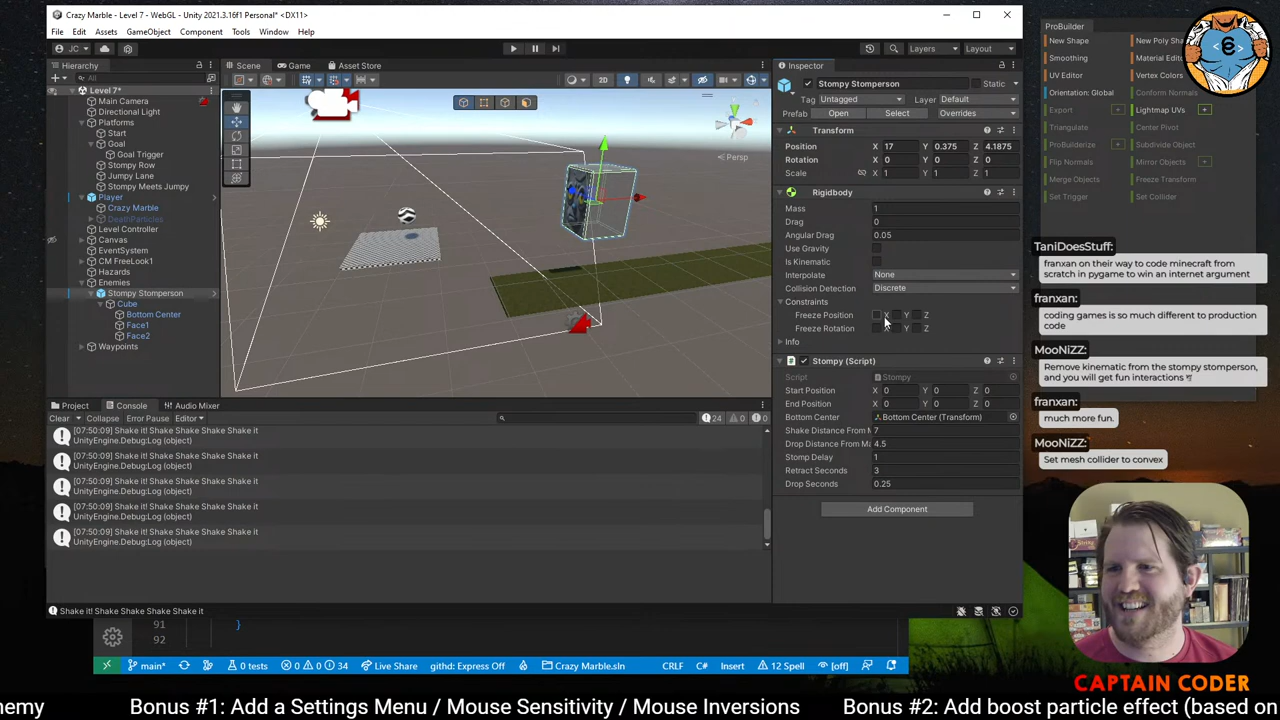 Crazy Marble - Level 7 - WebGL - Unity 2021.3.16f1 Personal* <DX11>
File Edit Assets GameObject Component Tools Window Help
JC
Layers Layout
Hierarchy
All
Level 7*
Main Camera
Directional Light
Platforms
Start
Goal
Goal Trigger
Stompy Row
Jumpy Lane
Stompy Meets Jumpy
Player
Crazy Marble
DeathParticles
Level Controller
Canvas
EventSystem
CM FreeLook1
Hazards
Enemies
Stompy Stomperson
Cube
Bottom Center
Face1
Face2
Waypoints
Scene Game Asset Store
2D
Persp
Project Console Audio Mixer
Clear Collapse Error Pause Editor
24 0 0
[07:50:09] Shake it! Shake Shake Shake it
UnityEngine.Debug:Log (object)
[07:50:09] Shake it! Shake Shake Shake it
UnityEngine.Debug:Log (object)
[07:50:09] Shake it! Shake Shake Shake it
UnityEngine.Debug:Log (object)
[07:50:09] Shake it! Shake Shake Shake it
UnityEngine.Debug:Log (object)
[07:50:09] Shake it! Shake Shake Shake it
UnityEngine.Debug:Log (object)
Shake it! Shake Shake Shake it
Inspector
Stompy Stomperson Static
Tag Untagged Layer Default
Prefab Open Select Overrides
Transform
Position X 17 Y 0.375 Z 4.1875
Rotation X 0 Y 0 Z 0
Scale X 1 Y 1 Z 1
Rigidbody
Mass 1
Drag 0
Angular Drag 0.05
Use Gravity
Is Kinematic
Interpolate None
Collision Detection Discrete
Constraints
Freeze Position X Y Z
Freeze Rotation X Y Z
Info
Stompy (Script)
Script Stompy
Start Position X 0 Y 0 Z 0
End Position X 0 Y 0 Z 0
Bottom Center Bottom Center (Transform)
Shake Distance From M 7
Drop Distance From Ma 4.5
Stomp Delay 1
Retract Seconds 3
Drop Seconds 0.25
Add Component
ProBuilder
New Shape New Poly Sh
Smoothing Material Edito
UV Editor Vertex Colors
Orientation: Global Conform Normals
Export + Lightmap UVs +
Triangulate Center Pivot
ProBuilderize Subdivide Object
Flip Normals Mirror Objects +
Merge Objects Freeze Transform
Set Trigger Set Collider
TaniDoesStuff:
franxan on their way to code minecraft from
scratch in pygame to win an internet argument
franxan:
coding games is so much different to production
code
MooNiZZ:
Remove kinematic from the stompy stomperson,
and you will get fun interactions
franxan:
much more fun.
MooNiZZ:
Set mesh collider to convex
91 }
92
main* 0 tests 0 0 34 Live Share githd: Express Off Crazy Marble.sln CRLF C# Insert 12 Spell [off]
CAPTAIN CODER
nemy Bonus #1: Add a Settings Menu / Mouse Sensitivity / Mouse Inversions Bonus #2: Add boost particle effect (based on